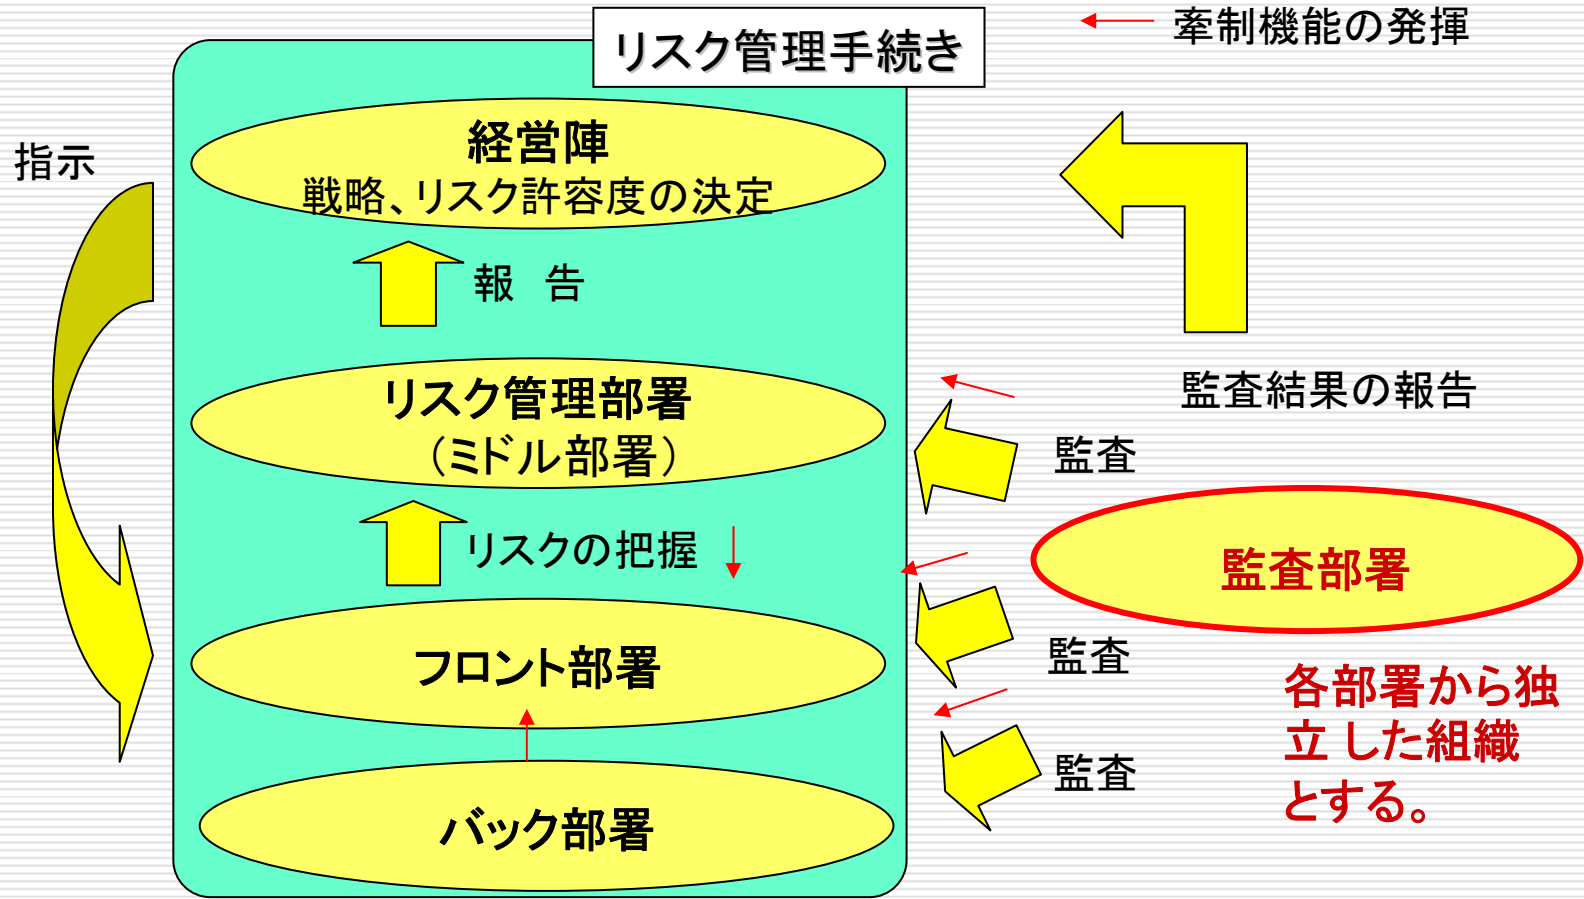 リスク管理手続き
牽制機能の発揮
指示
経営陣
戦略、リスク許容度の決定
報　告
リスク管理部署
（ミドル部署）
監査結果の報告
監査
リスクの把握
監査部署
フロント部署
監査
各部署から独
立した組織
とする。
監査
バック部署